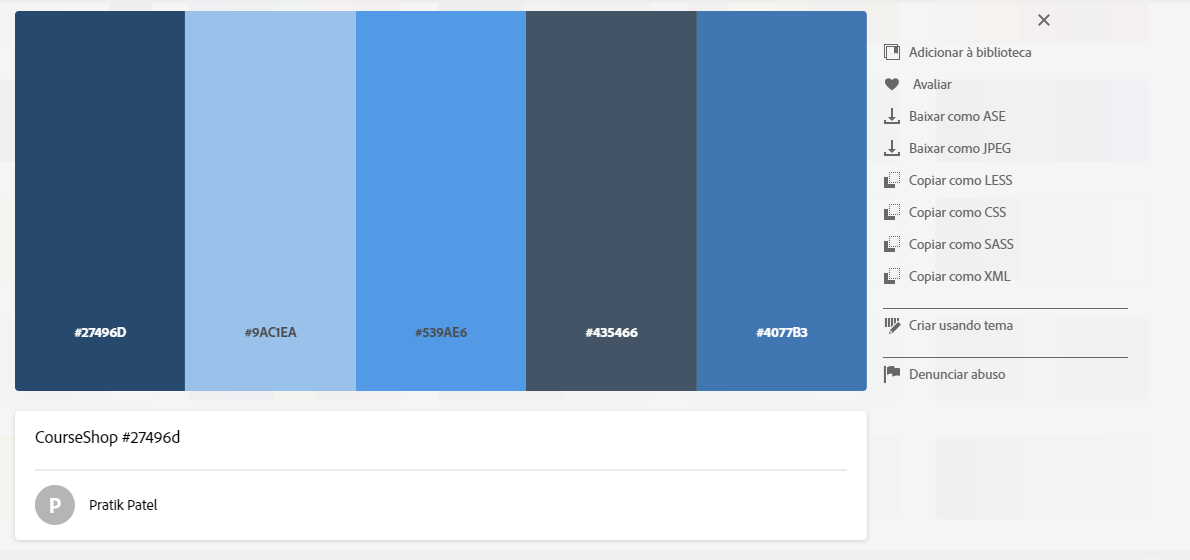 Adicionar à biblioteca
Avaliar
Baixar como ASE
Baixar como JPEG
Copiar como LESS
Copiar como CSS
Copiar como SASS
Copiar como XML
Criar usando tema
Denunciar abuso
#27496D
#9AC1EA
#539AE6
#435466
#4077B3
CourseShop #27496d
P
Pratik Patel